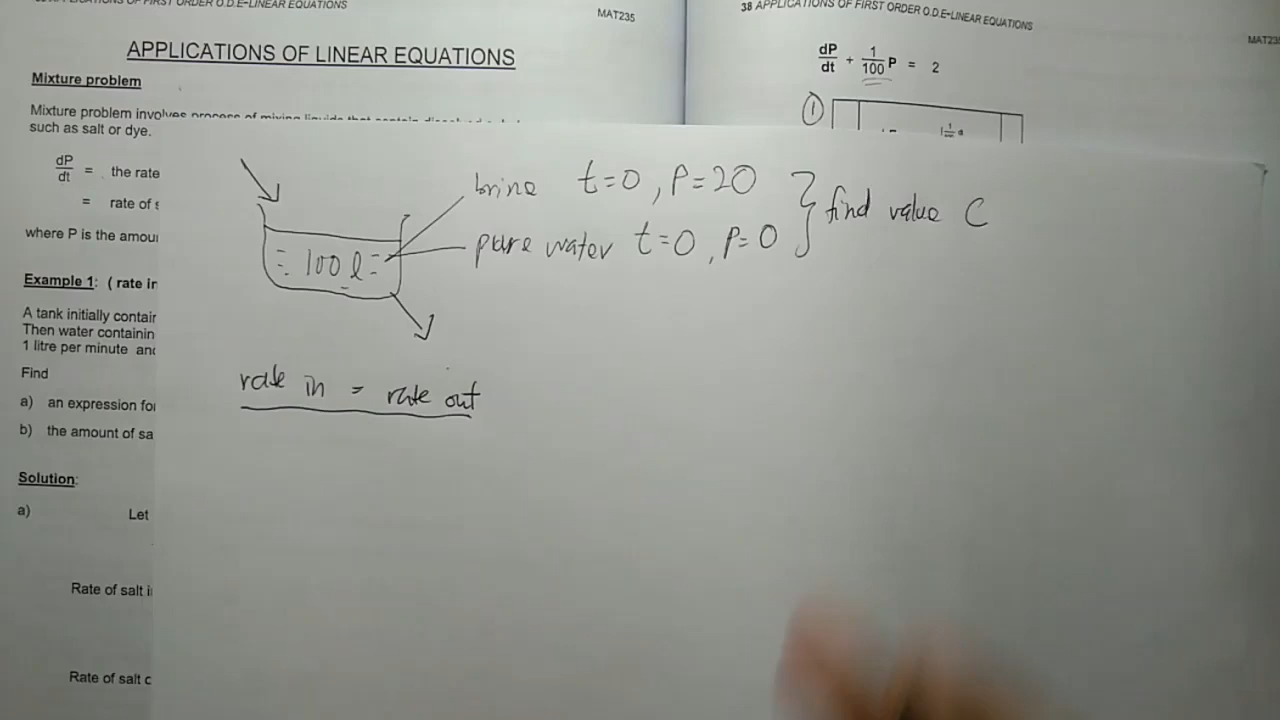 APPLICATIONS OF FIRST ORDER O.D.E-LINEAR EQUATIONS
MAT235
APPLICATIONS OF LINEAR EQUATIONS
Mixture problem
Mixture problem involves process of mixing liquids that contain dissolved
such as salt or dye.
dP/dt = the rate
= rate of s
where P is the amou
Example 1: ( rate in
A tank initially contair
Then water containin
1 litre per minute and
Find
a) an expression for
b) the amount of sa
Solution:
a) Let
Rate of salt i
Rate of salt o
38 APPLICATIONS OF FIRST ORDER O.D.E-LINEAR EQUATIONS
MAT23
dP/dt + 1/100 P = 2
①
brine t=0, P=20
pure water t=0, P=0
} find value C
100 l
rate in = rate out